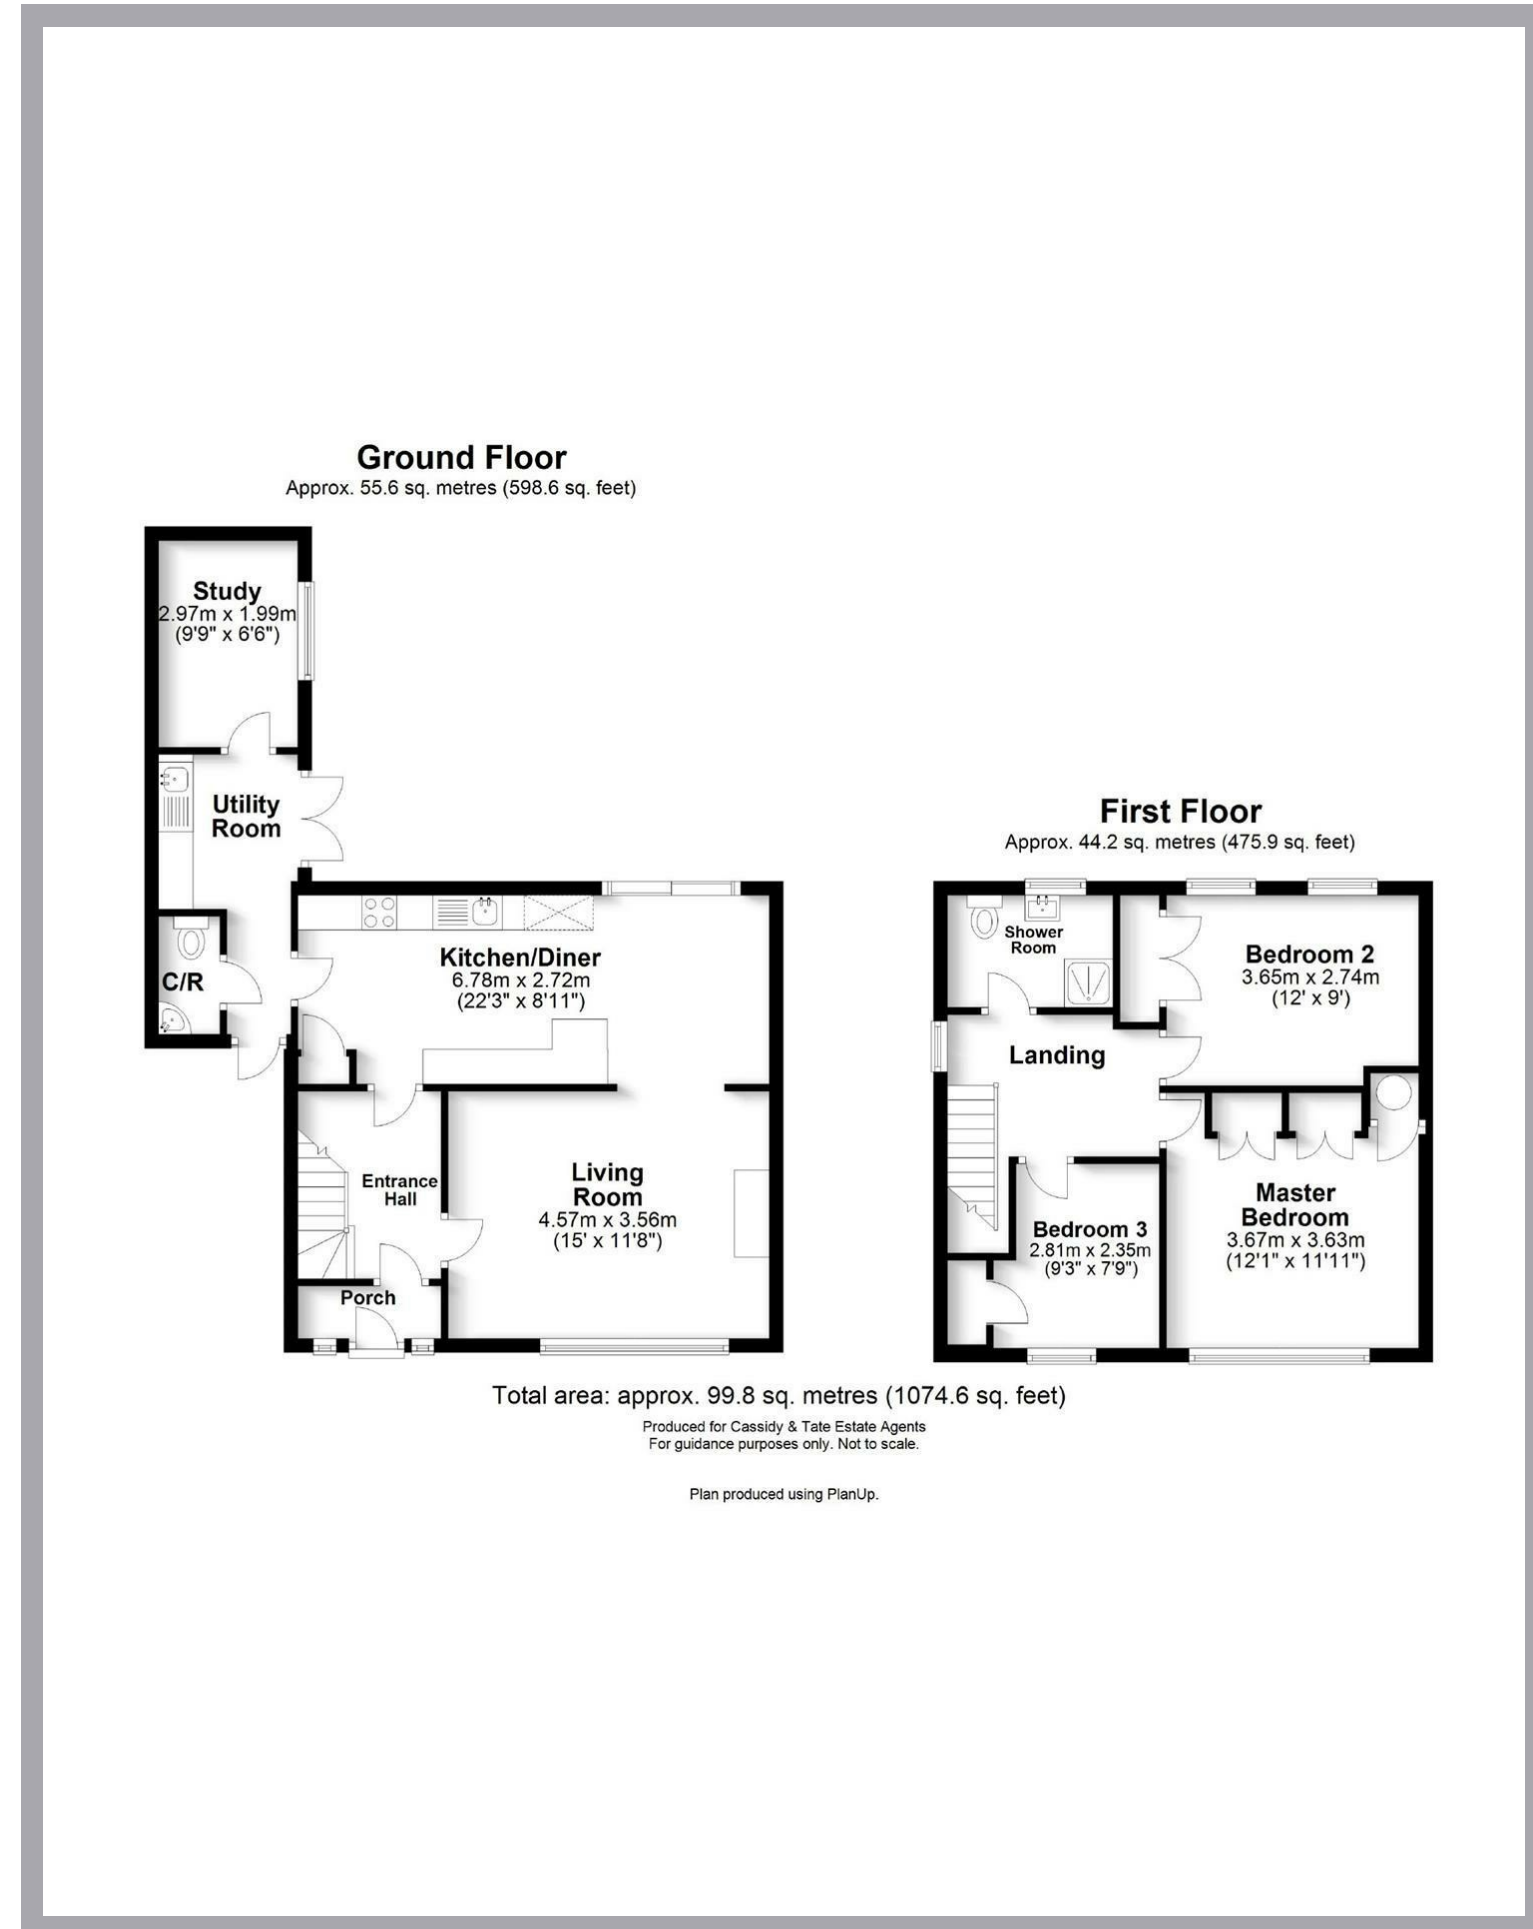 Ground Floor
Approx. 55.6 sq. metres (598.6 sq. feet)
Study
2.97m x 1.99m
(9'9" x 6'6")
Utility
Room
C/R
Kitchen/Diner
6.78m x 2.72m
(22'3" x 8'11")
Entrance
Hall
Living
Room
4.57m x 3.56m
(15' x 11'8")
Porch
First Floor
Approx. 44.2 sq. metres (475.9 sq. feet)
Shower
Room
Bedroom 2
3.65m x 2.74m
(12' x 9')
Landing
Bedroom 3
2.81m x 2.35m
(9'3" x 7'9")
Master
Bedroom
3.67m x 3.63m
(12'1" x 11'11")
Total area: approx. 99.8 sq. metres (1074.6 sq. feet)
Produced for Cassidy & Tate Estate Agents
For guidance purposes only. Not to scale.
Plan produced using PlanUp.